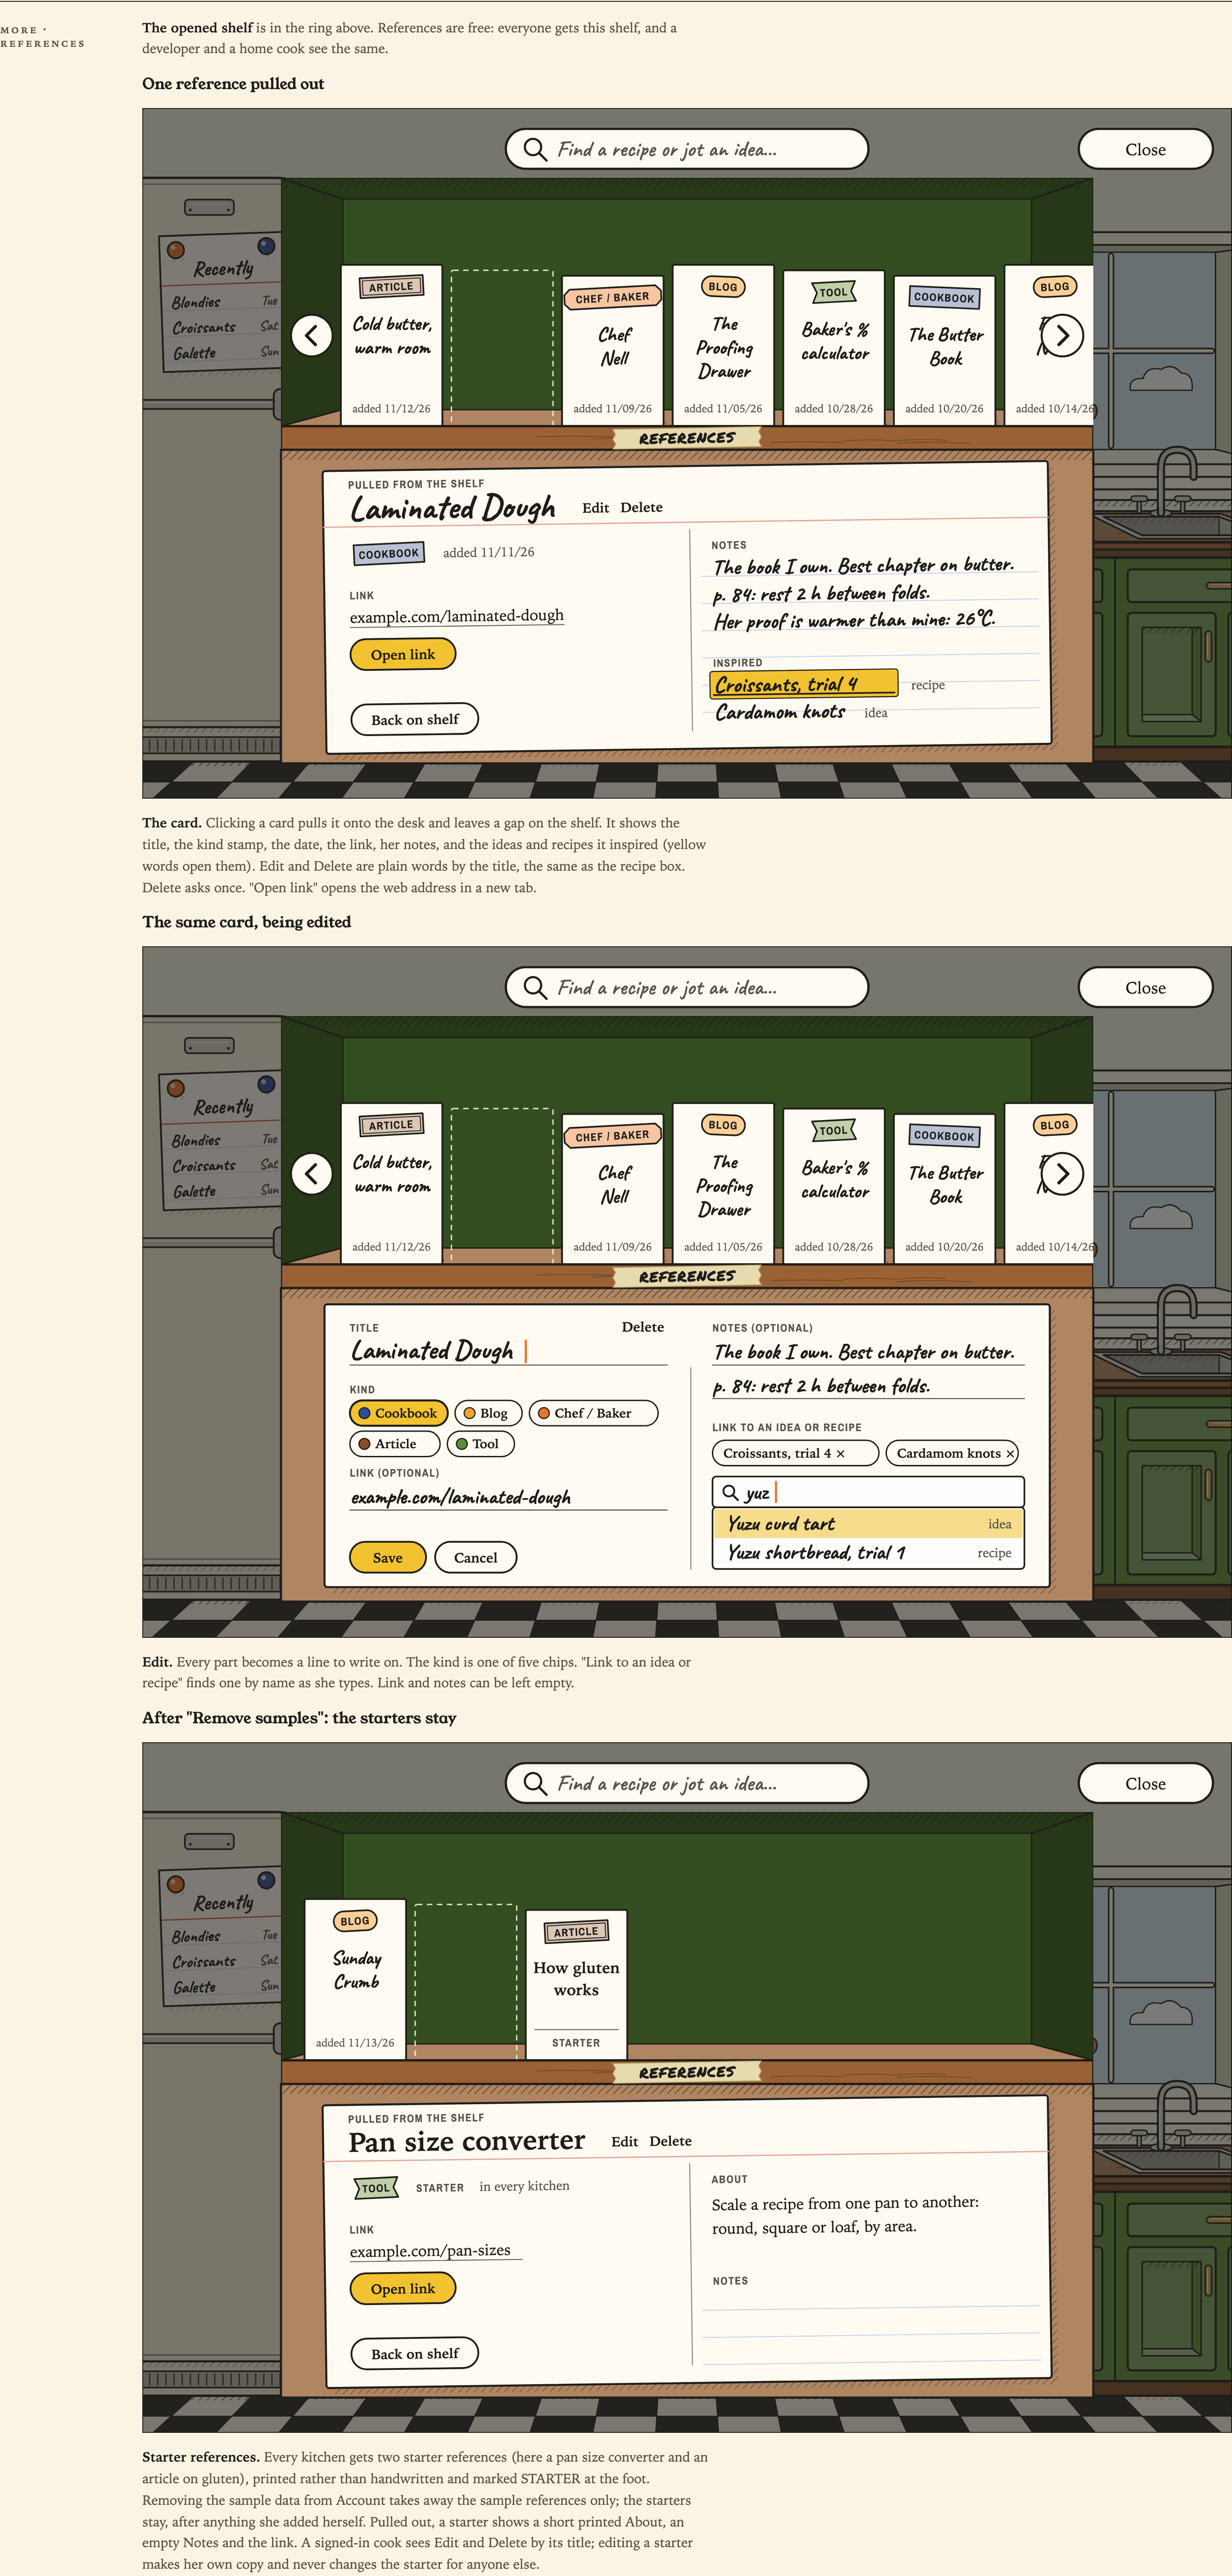 MORE ·
REFERENCES
The opened shelf is in the ring above. References are free: everyone gets this shelf, and a
developer and a home cook see the same.
One reference pulled out
Find a recipe or jot an idea...
Close
Recently
Blondies Tue
Croissants Sat
Galette Sun
ARTICLE
Cold butter,
warm room
added 11/12/26
CHEF / BAKER
Chef
Nell
added 11/09/26
BLOG
The
Proofing
Drawer
added 11/05/26
TOOL
Baker's %
calculator
added 10/28/26
COOKBOOK
The Butter
Book
added 10/20/26
BLOG
added 10/14/26
REFERENCES
PULLED FROM THE SHELF
Laminated Dough Edit Delete
COOKBOOK added 11/11/26
LINK
example.com/laminated-dough
Open link
Back on shelf
NOTES
The book I own. Best chapter on butter.
p. 84: rest 2 h between folds.
Her proof is warmer than mine: 26°C.
INSPIRED
Croissants, trial 4 recipe
Cardamom knots idea
The card. Clicking a card pulls it onto the desk and leaves a gap on the shelf. It shows the
title, the kind stamp, the date, the link, her notes, and the ideas and recipes it inspired (yellow
words open them). Edit and Delete are plain words by the title, the same as the recipe box.
Delete asks once. "Open link" opens the web address in a new tab.
The same card, being edited
Find a recipe or jot an idea...
Close
Recently
Blondies Tue
Croissants Sat
Galette Sun
ARTICLE
Cold butter,
warm room
added 11/12/26
CHEF / BAKER
Chef
Nell
added 11/09/26
BLOG
The
Proofing
Drawer
added 11/05/26
TOOL
Baker's %
calculator
added 10/28/26
COOKBOOK
The Butter
Book
added 10/20/26
BLOG
added 10/14/26
REFERENCES
TITLE Delete
Laminated Dough
KIND
Cookbook Blog Chef / Baker
Article Tool
LINK (OPTIONAL)
example.com/laminated-dough
Save Cancel
NOTES (OPTIONAL)
The book I own. Best chapter on butter.
p. 84: rest 2 h between folds.
LINK TO AN IDEA OR RECIPE
Croissants, trial 4 × Cardamom knots ×
yuz
Yuzu curd tart idea
Yuzu shortbread, trial 1 recipe
Edit. Every part becomes a line to write on. The kind is one of five chips. "Link to an idea or
recipe" finds one by name as she types. Link and notes can be left empty.
After "Remove samples": the starters stay
Find a recipe or jot an idea...
Close
Recently
Blondies Tue
Croissants Sat
Galette Sun
BLOG
Sunday
Crumb
added 11/13/26
ARTICLE
How gluten
works
STARTER
REFERENCES
PULLED FROM THE SHELF
Pan size converter Edit Delete
TOOL STARTER in every kitchen
LINK
example.com/pan-sizes
Open link
Back on shelf
ABOUT
Scale a recipe from one pan to another:
round, square or loaf, by area.
NOTES
Starter references. Every kitchen gets two starter references (here a pan size converter and an
article on gluten), printed rather than handwritten and marked STARTER at the foot.
Removing the sample data from Account takes away the sample references only; the starters
stay, after anything she added herself. Pulled out, a starter shows a short printed About, an
empty Notes and the link. A signed-in cook sees Edit and Delete by its title; editing a starter
makes her own copy and never changes the starter for anyone else.